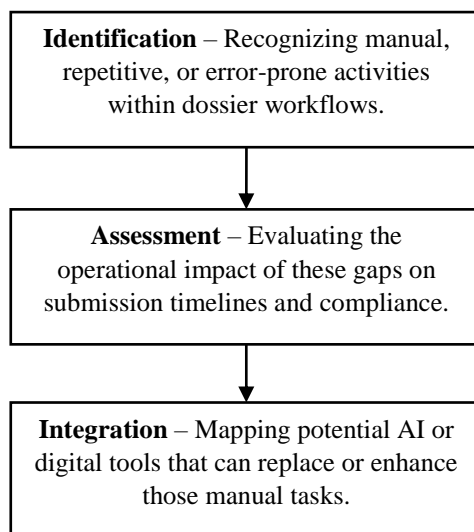 Identification – Recognizing manual,
repetitive, or error-prone activities
within dossier workflows.
Assessment – Evaluating the
operational impact of these gaps on
submission timelines and compliance.
Integration – Mapping potential AI or
digital tools that can replace or enhance
those manual tasks.